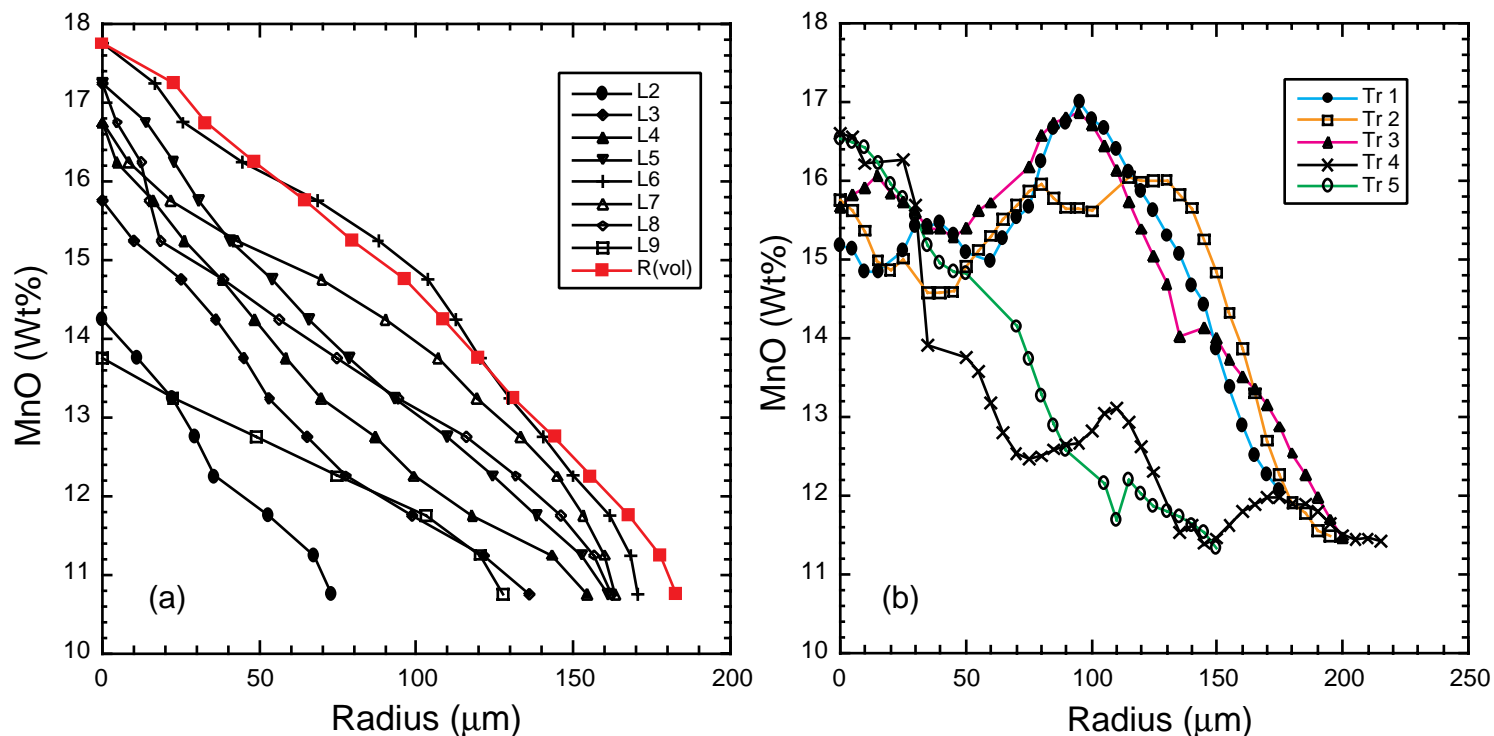 18
17
16
15
14
13
12
11
10
MnO (Wt%)
0
50
100
150
200
Radius (μm)
(a)
L2
L3
L4
L5
L6
L7
L8
L9
R(vol)
18
17
16
15
14
13
12
11
10
MnO (Wt%)
0
50
100
150
200
250
Radius (μm)
(b)
Tr 1
Tr 2
Tr 3
Tr 4
Tr 5